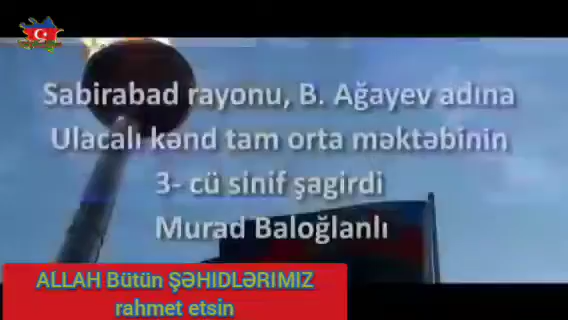 Sabirabad rayonu, B. Ağayev adına
Ulacalı kənd tam orta məktəbinin
3- cü sinif şagirdi
Murad Baloğlanlı
ALLAH Bütün ŞƏHIDLƏRIMIZ
rahmet etsin